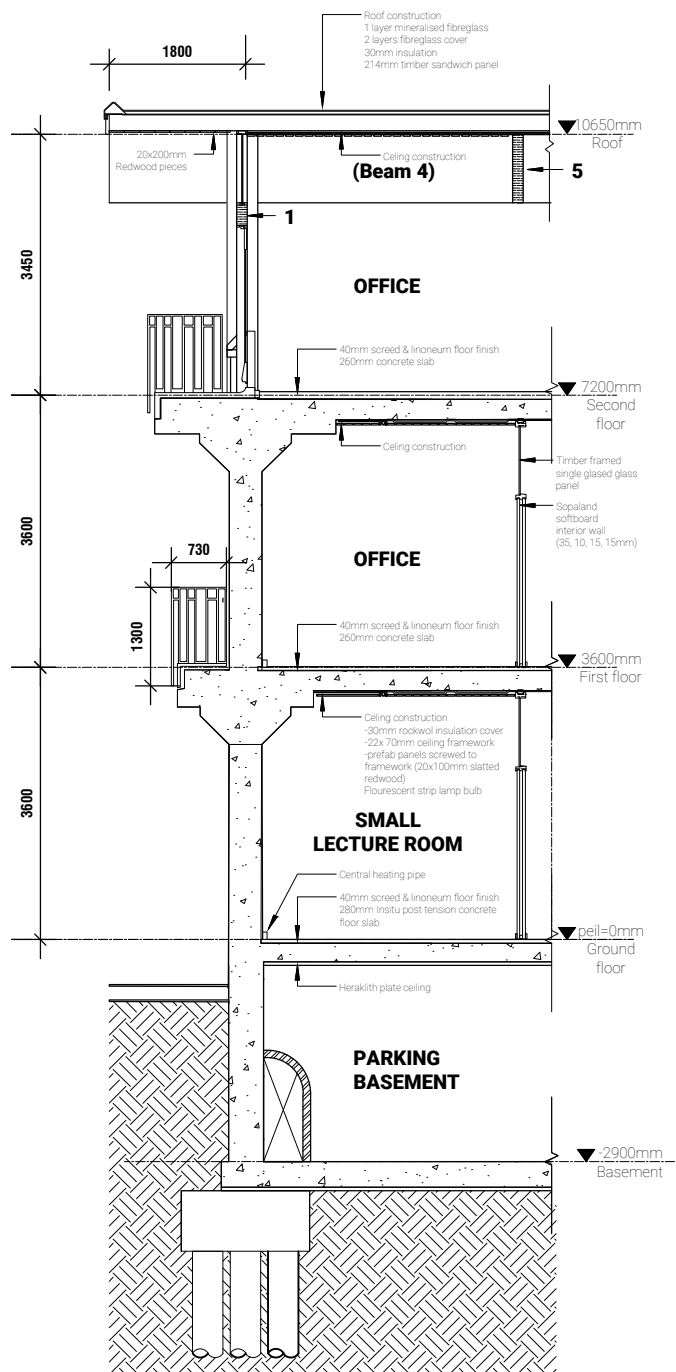 Roof construction
1 layer mineralised fibreglass
2 layers fibreglass cover
30mm insulation
214mm timber sandwich panel
1800
10650mm
Roof
20x200mm
Redwood pieces
Celing construction
(Beam 4)
5
1
3450
OFFICE
40mm screed & linoneum floor finish
260mm concrete slab
7200mm
Second
floor
Celing construction
Timber framed
single glased glass
panel
Sopaland
softboard
interior wall
(35, 10, 15, 15mm)
3600
730
OFFICE
1300
40mm screed & linoneum floor finish
260mm concrete slab
3600mm
First floor
Celing construction
-30mm rockwol insulation cover
-22x 70mm ceiling framework
-prefab panels screwed to
framework (20x100mm slatted
redwood)
Flourescent strip lamp bulb
3600
SMALL
LECTURE ROOM
Central heating pipe
40mm screed & linoneum floor finish
280mm Insitu post tension concrete
floor slab
peil=0mm
Ground
floor
Heraklith plate ceiling
PARKING
BASEMENT
-2900mm
Basement